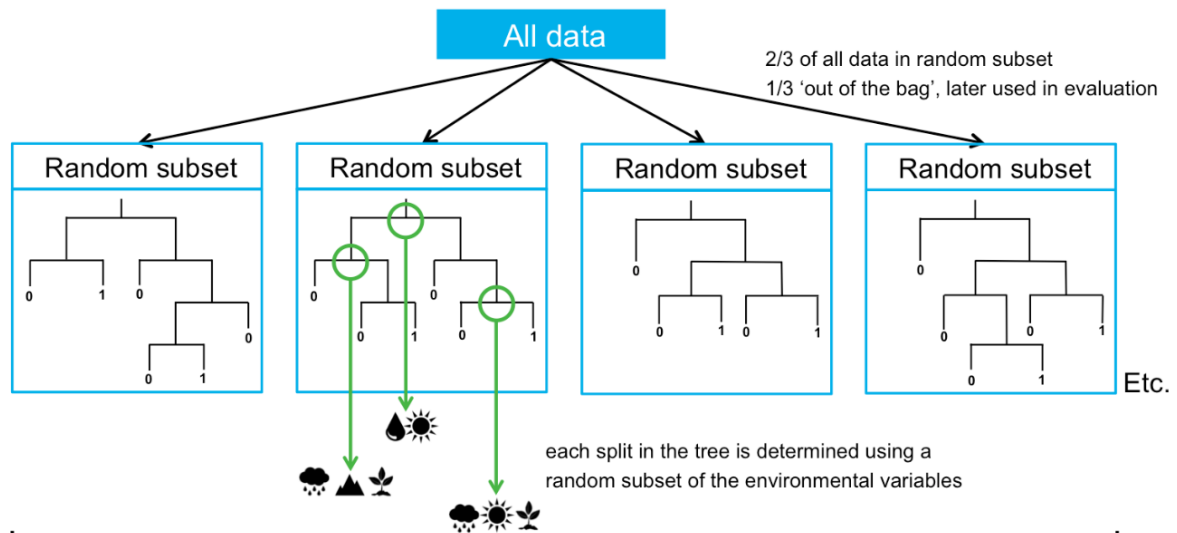 All data
2/3 of all data in random subset
1/3 ‘out of the bag’, later used in evaluation
Random subset
Random subset
Random subset
Random subset
0 1 0 0 0 1
0 0 1 0 0 1
0 0 1 0 1
0 0 0 1 0 1
Etc.
each split in the tree is determined using a
random subset of the environmental variables